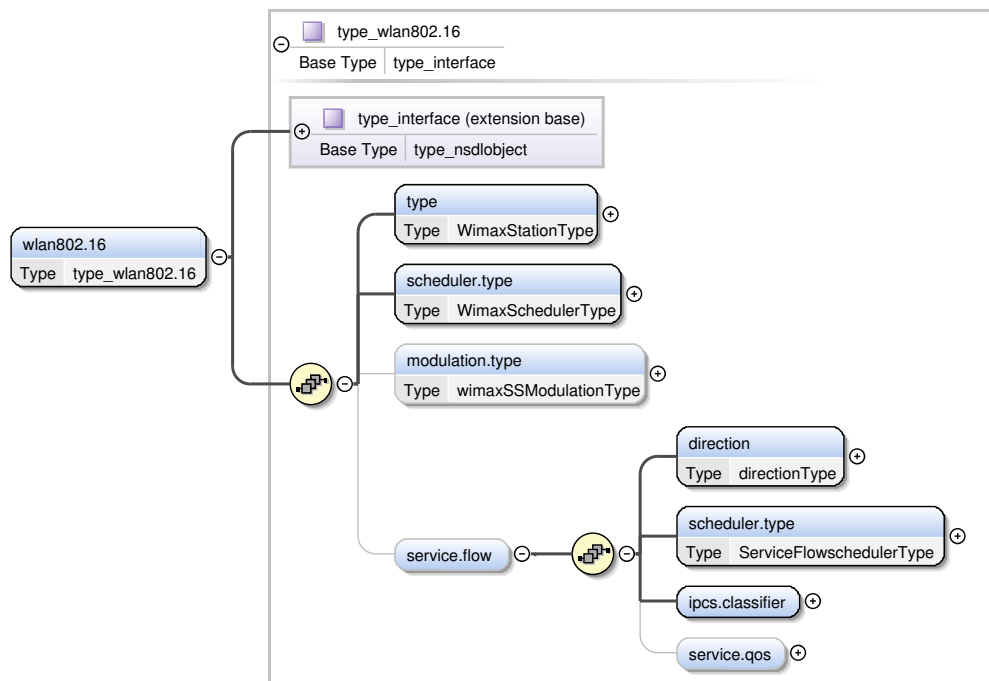 type_wlan802.16
Base Type type_interface
type_interface (extension base)
Base Type type_nsdlobject
type
Type WimaxStationType
wlan802.16
Type type_wlan802.16
scheduler.type
Type WimaxSchedulerType
modulation.type
Type wimaxSSModulationType
direction
Type directionType
scheduler.type
Type ServiceFlowschedulerType
service.flow
ipcs.classifier
service.qos